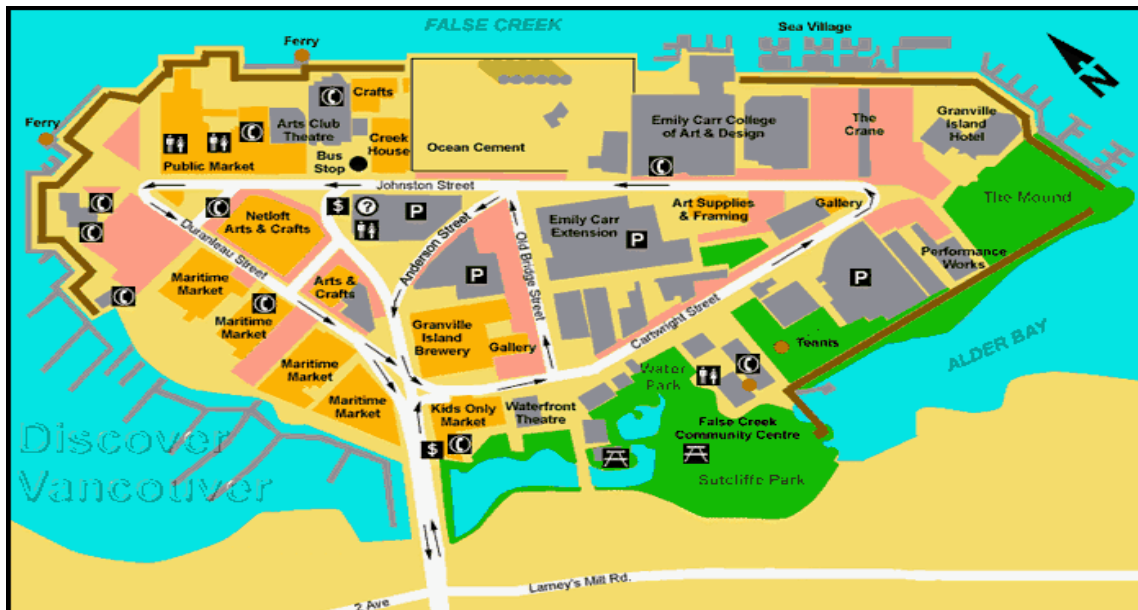 FALSE CREEK
Sea Village
Ferry
N
Ferry
Crafts
Arts Club
Theatre
Creek
House
Bus
Stop
Public Market
Ocean Cement
Emily Carr College
of Art & Design
The
Crane
Granville
Island
Hotel
The Mound
Johnston Street
Netloft
Arts & Crafts
Duranleau Street
$
?
P
Anderson Street
Old Bridge Street
Emily Carr
Extension
P
Art Supplies
& Framing
Gallery
Performance
Works
P
P
Maritime
Market
Arts &
Crafts
Maritime
Market
Maritime
Market
Maritime
Market
Granville
Island
Brewery
Gallery
Cartwright Street
Tennis
ALDER BAY
Water
Park
Kids Only
Market
Waterfront
Theatre
$
False Creek
Community Centre
Sutcliffe Park
Discover
Vancouver
Lamey's Mill Rd.
2 Ave